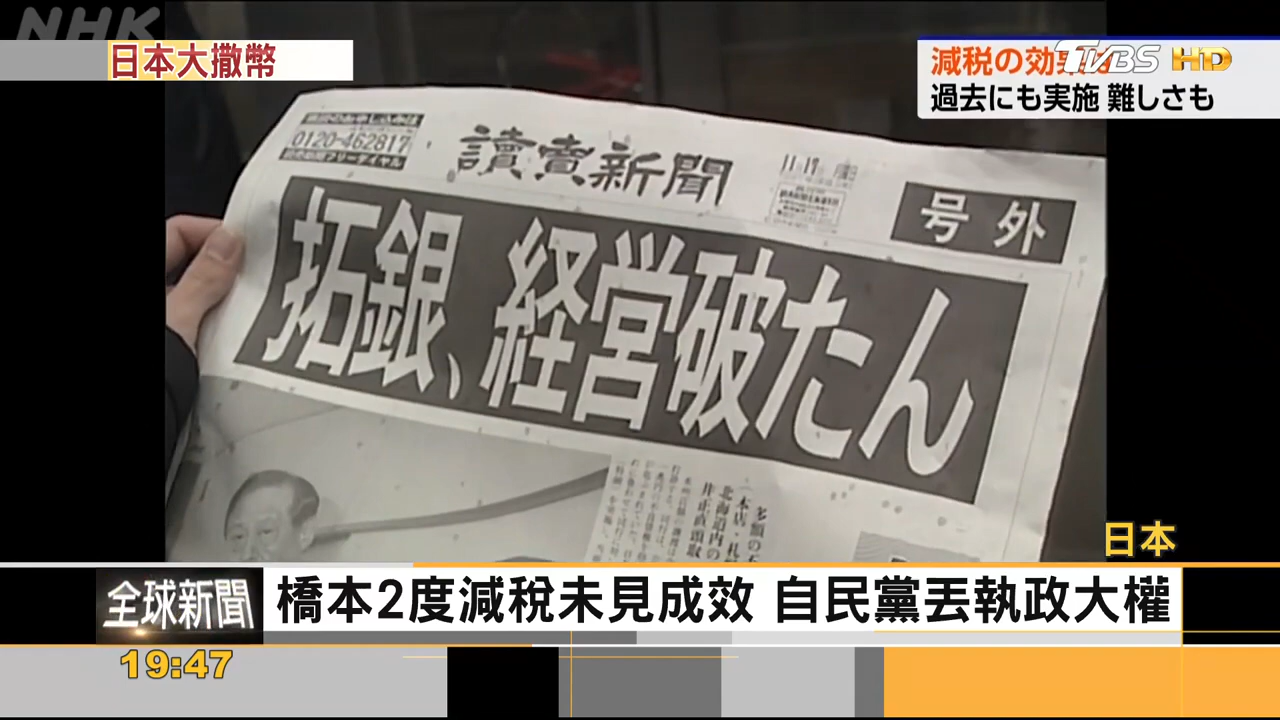 NHK
日本大撒幣
減税の効果は
TVBS HD
過去にも実施 難しさも
0120-462817
讀賣新聞
号外
拓銀、経営破たん
日本
全球新聞
橋本2度減稅未見成效 自民黨丟執政大權
19:47